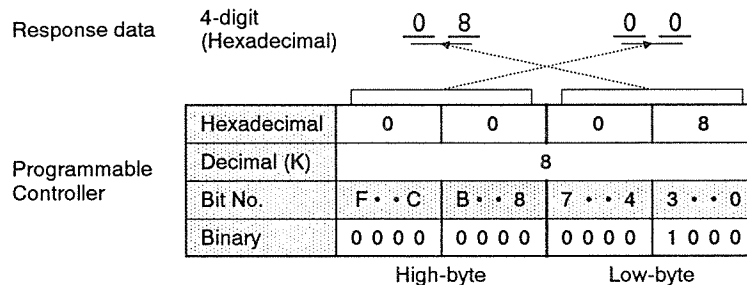 Response data 4-digit (Hexadecimal) 0 8 0 0
Programmable Controller
Hexadecimal 0 0 0 8
Decimal (K) 8
Bit No. F・・C B・・8 7・・4 3・・0
Binary 0 0 0 0 0 0 0 0 0 0 0 0 1 0 0 0
High-byte Low-byte